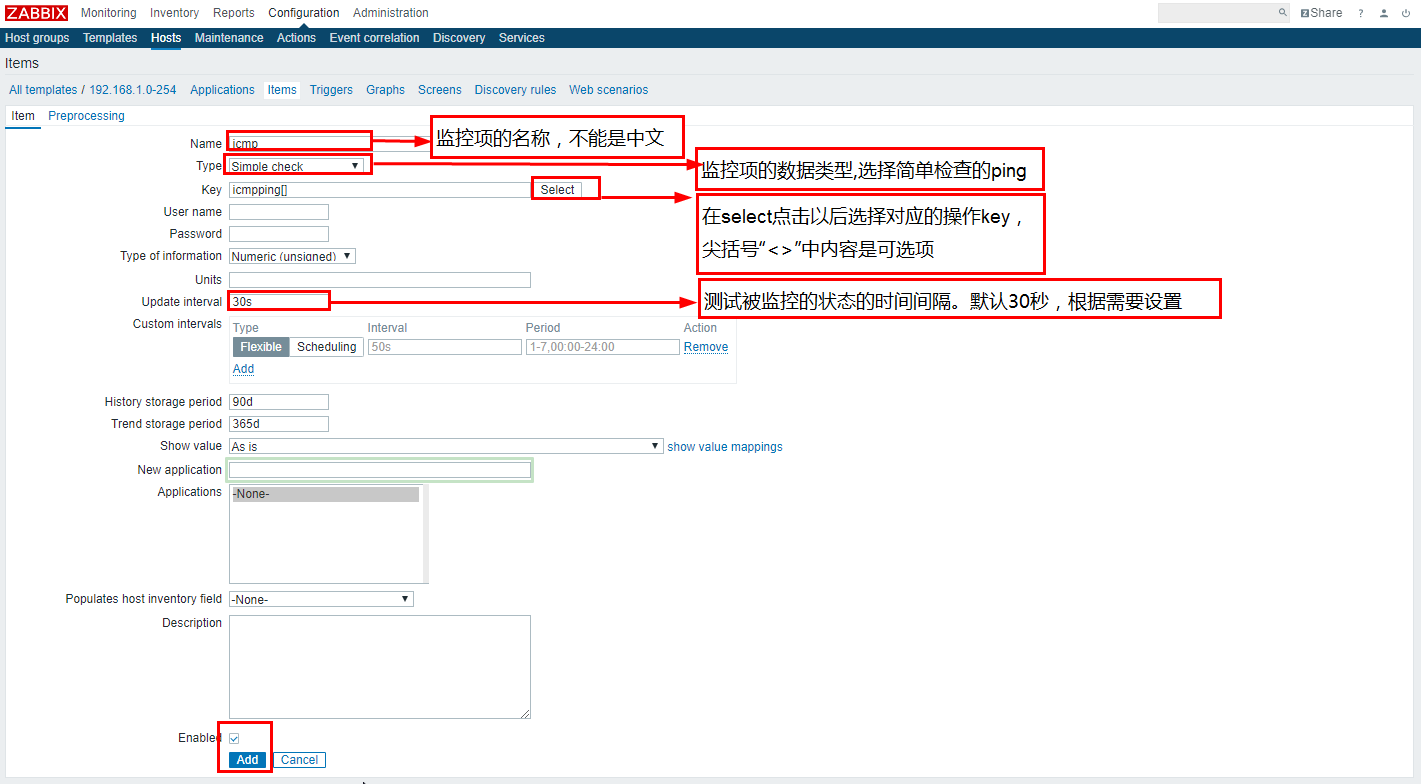 ZABBIX Monitoring Inventory Reports Configuration Administration Share ?
Host groups Templates Hosts Maintenance Actions Event correlation Discovery Services
Items
All templates / 192.168.1.0-254 Applications Items Triggers Graphs Screens Discovery rules Web scenarios
Item Preprocessing
Name icmp 监控项的名称，不能是中文
Type Simple check 监控项的数据类型,选择简单检查的ping
Key icmpping[] Select
在select点击以后选择对应的操作key，
尖括号“<>”中内容是可选项
User name
Password
Type of information Numeric (unsigned)
Units
Update interval 30s 测试被监控的状态的时间间隔。默认30秒，根据需要设置
Custom intervals Type Interval Period Action
Flexible Scheduling 50s 1-7,00:00-24:00 Remove
Add
History storage period 90d
Trend storage period 365d
Show value As is show value mappings
New application
Applications -None-
Populates host inventory field -None-
Description
Enabled
Add Cancel